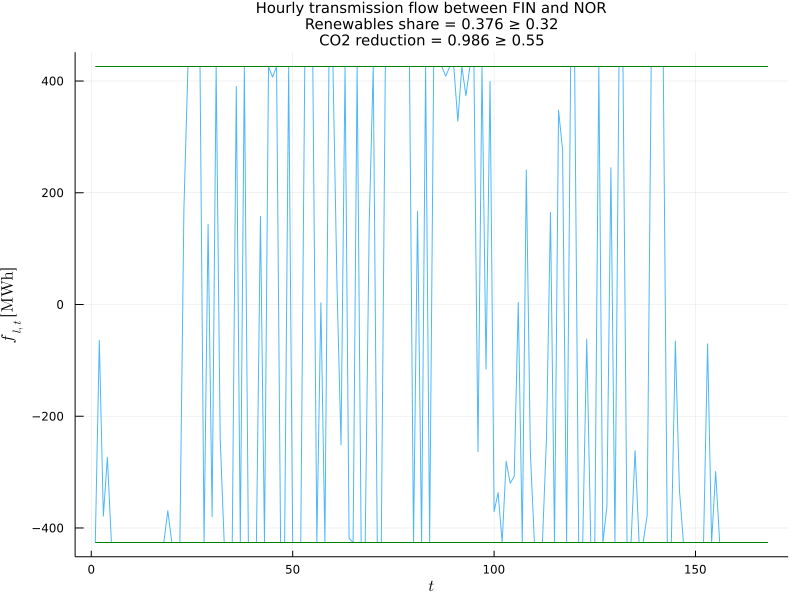 Hourly transmission flow between FIN and NOR
Renewables share = 0.376 ≥ 0.32
CO2 reduction = 0.986 ≥ 0.55
400
200
0
−200
−400
f_{l,t} [MWh]
0
50
100
150
t